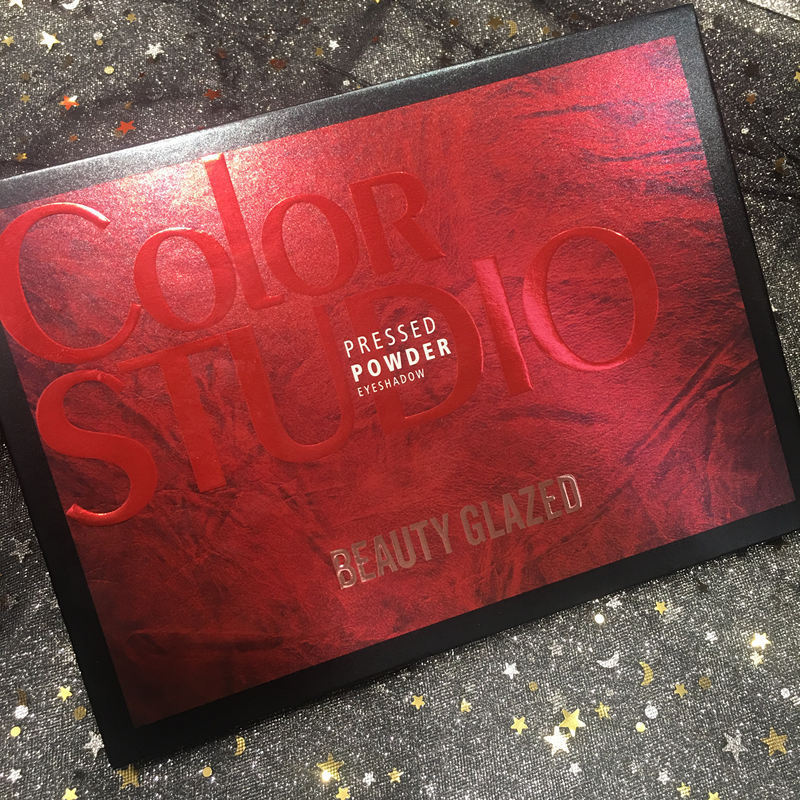 Color
STUDIO
PRESSED
POWDER
EYESHADOW
BEAUTY GLAZED